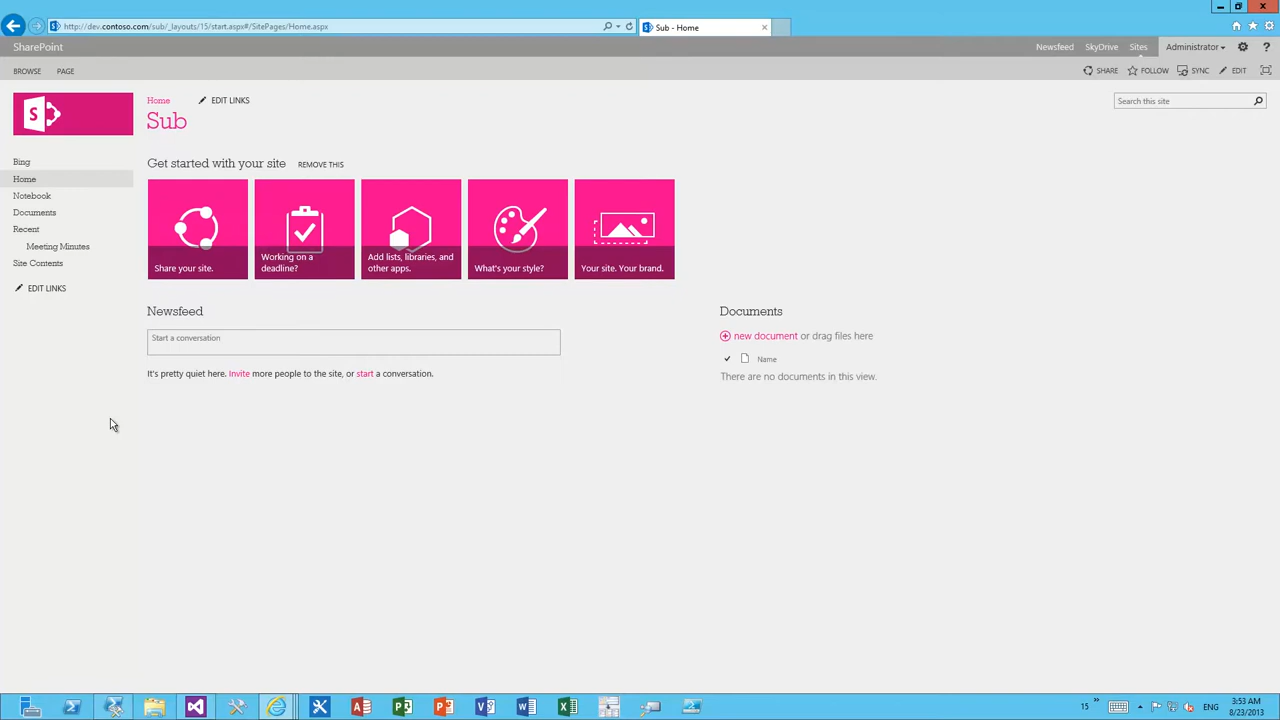 http://dev.contoso.com/sub/_layouts/15/start.aspx#/SitePages/Home.aspx
Sub - Home
SharePoint
Newsfeed SkyDrive Sites Administrator ?
BROWSE PAGE
SHARE FOLLOW SYNC EDIT
S
Home EDIT LINKS
Search this site
Sub
Bing
Home
Notebook
Documents
Recent
Meeting Minutes
Site Contents
EDIT LINKS
Get started with your site REMOVE THIS
Share your site.
Working on a
deadline?
Add lists, libraries, and
other apps.
What's your style?
Your site. Your brand.
Newsfeed
Start a conversation
It's pretty quiet here. Invite more people to the site, or start a conversation.
Documents
new document or drag files here
Name
There are no documents in this view.
15 ENG
3:53 AM
8/23/2013